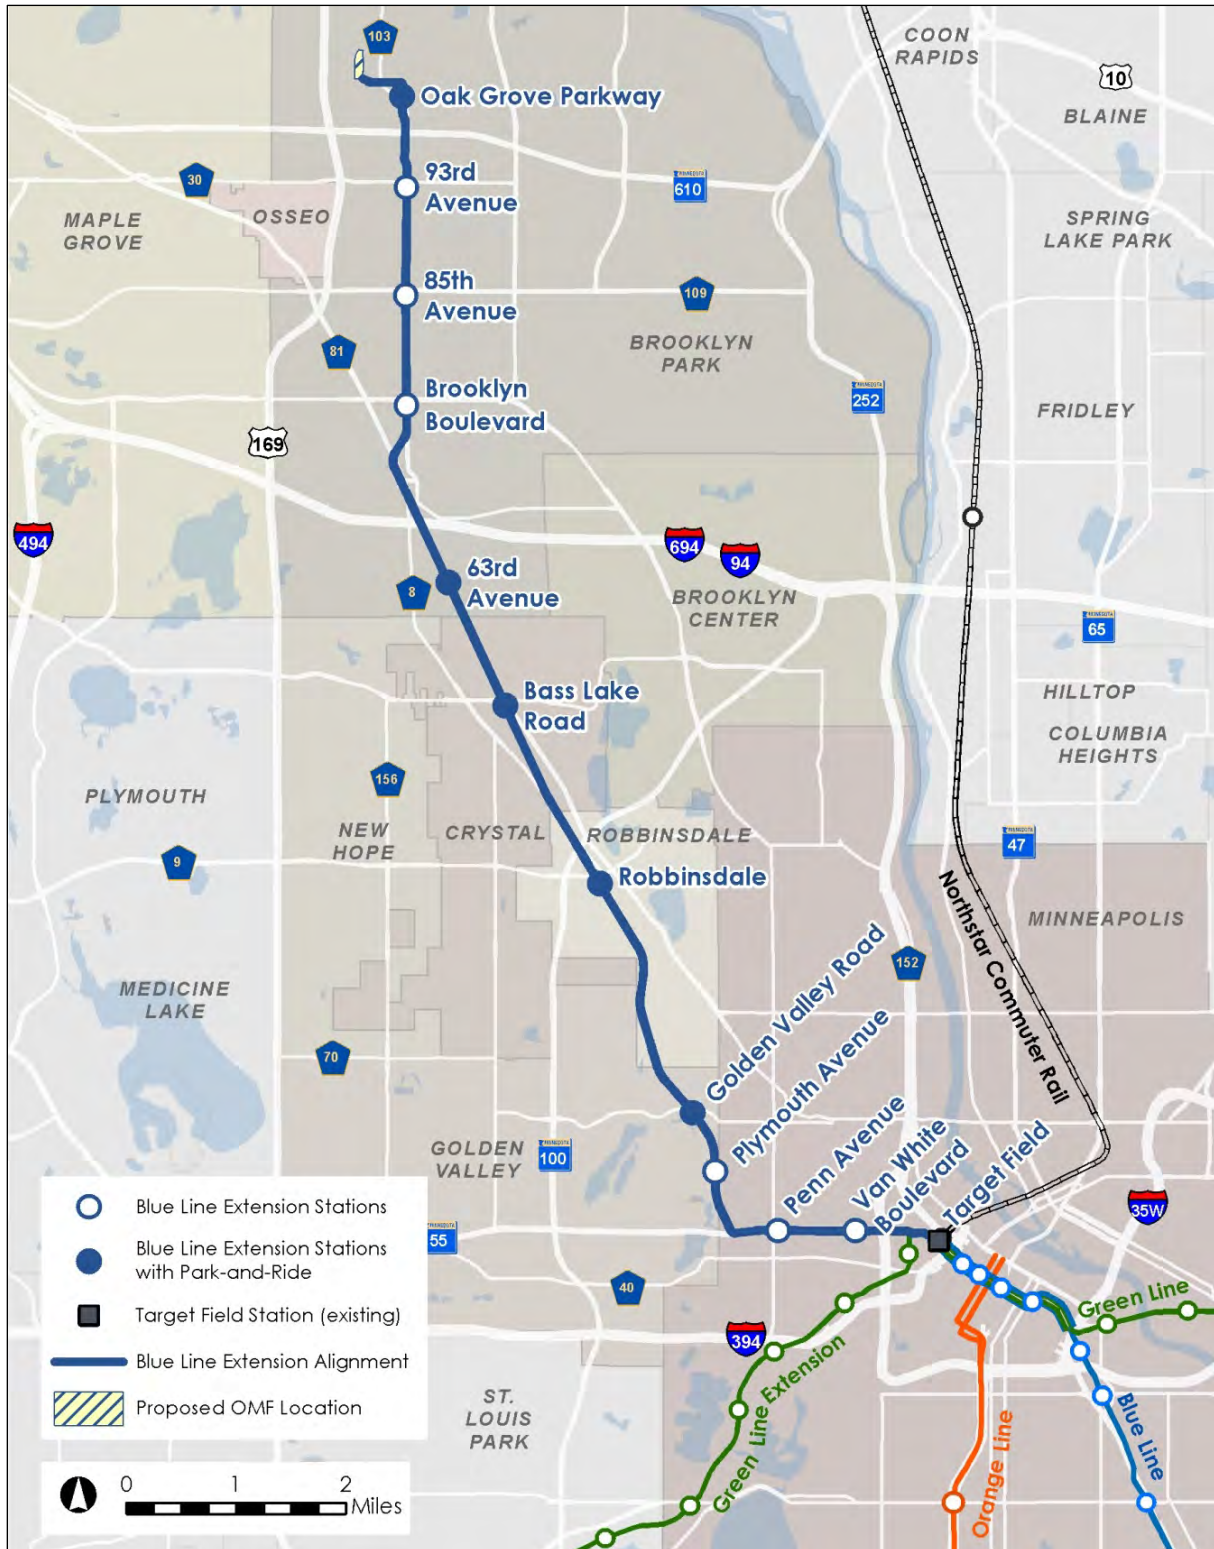 103
COON
RAPIDS
10
Oak Grove Parkway
BLAINE
93rd
Avenue
30
MINNESOTA
610
MAPLE
GROVE
OSSEO
SPRING
LAKE PARK
85th
Avenue
109
81
BROOKLYN
PARK
Brooklyn
Boulevard
MINNESOTA
252
FRIDLEY
169
494
694
94
63rd
Avenue
8
BROOKLYN
CENTER
MINNESOTA
65
Bass Lake
Road
HILLTOP
COLUMBIA
HEIGHTS
156
PLYMOUTH
NEW
HOPE
CRYSTAL
ROBBINSDALE
MINNESOTA
47
9
Robbinsdale
Northstar Commuter Rail
MINNEAPOLIS
152
MEDICINE
LAKE
Golden Valley Road
Plymouth Avenue
70
Penn Avenue
Van White
Boulevard
Target Field
GOLDEN
VALLEY
MINNESOTA
100
35W
MINNESOTA
55
40
394
Green Line
Green Line Extension
Blue Line
Orange Line
ST.
LOUIS
PARK
Blue Line Extension Stations
Blue Line Extension Stations
with Park-and-Ride
Target Field Station (existing)
Blue Line Extension Alignment
Proposed OMF Location
0 1 2
Miles